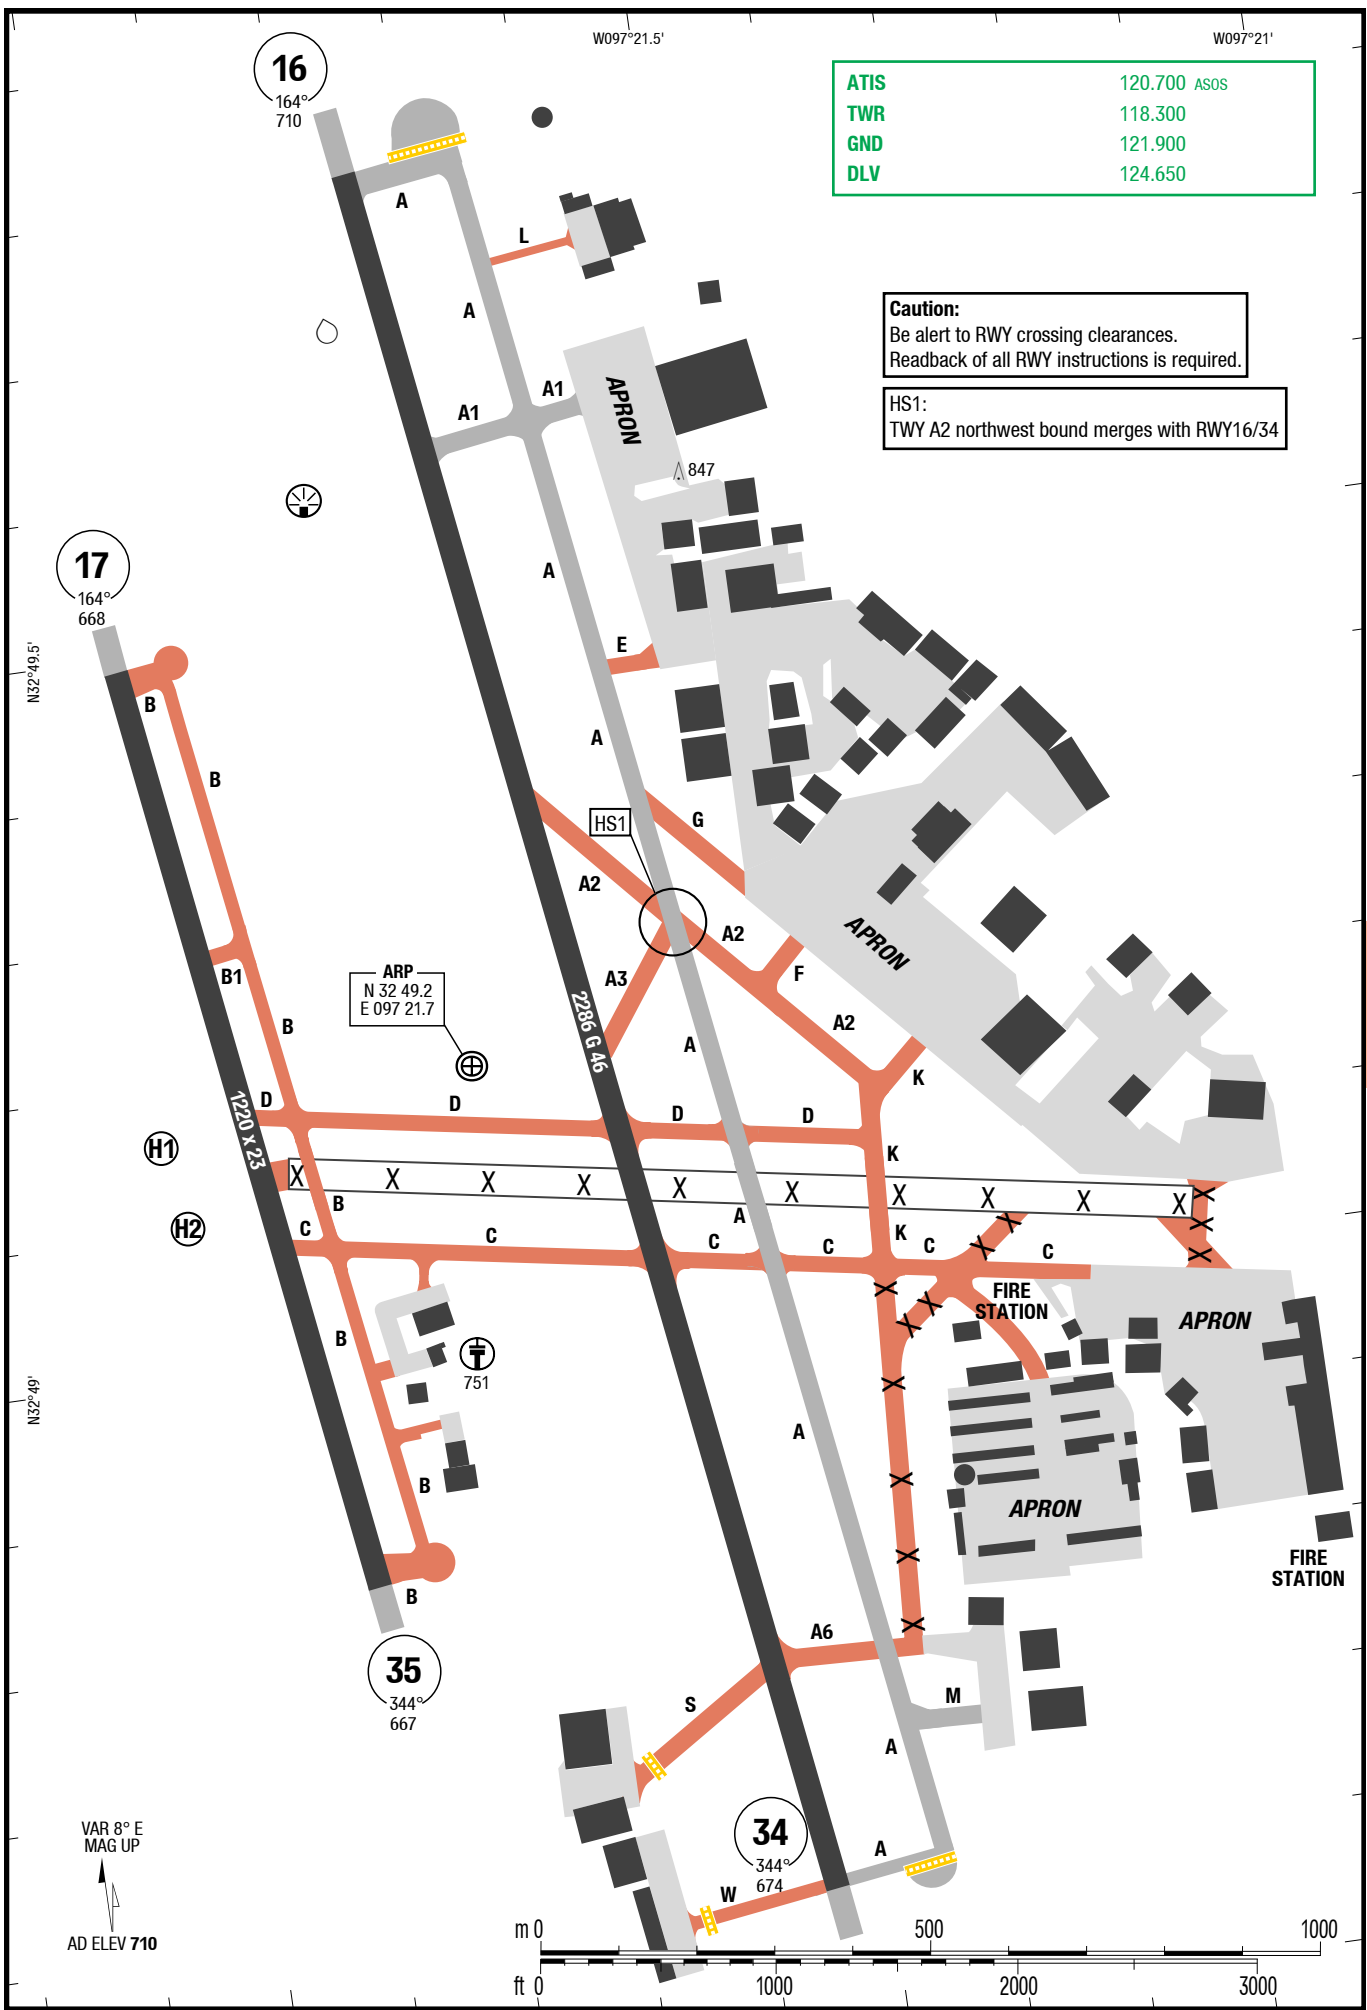 W097°21.5'
W097°21'
16
164°
710
ATIS 120.700 ASOS
TWR 118.300
GND 121.900
DLV 124.650
A
L
A
Caution:
Be alert to RWY crossing clearances.
Readback of all RWY instructions is required.
HS1:
TWY A2 northwest bound merges with RWY16/34
A1
A1
APRON
847
17
164°
668
A
E
N32°49.5'
B
A
B
HS1
G
A2
A2
APRON
B1
A3
F
ARP
N 32 49.2
E 097 21.7
B
2286 G 46
A2
A
K
D
D
D
D
1220 x 23
H1
K
X X X X X X X X X X
X
X
X
B
A
H2
C
C
C
C
K
C
C
X
X
X
X
X
FIRE
STATION
APRON
B
751
X
N32°49'
A
B
X
APRON
X
FIRE
STATION
B
X
A6
35
344°
667
S
M
A
34
344°
674
A
W
VAR 8° E
MAG UP
AD ELEV 710
m 0 500 1000
ft 0 1000 2000 3000